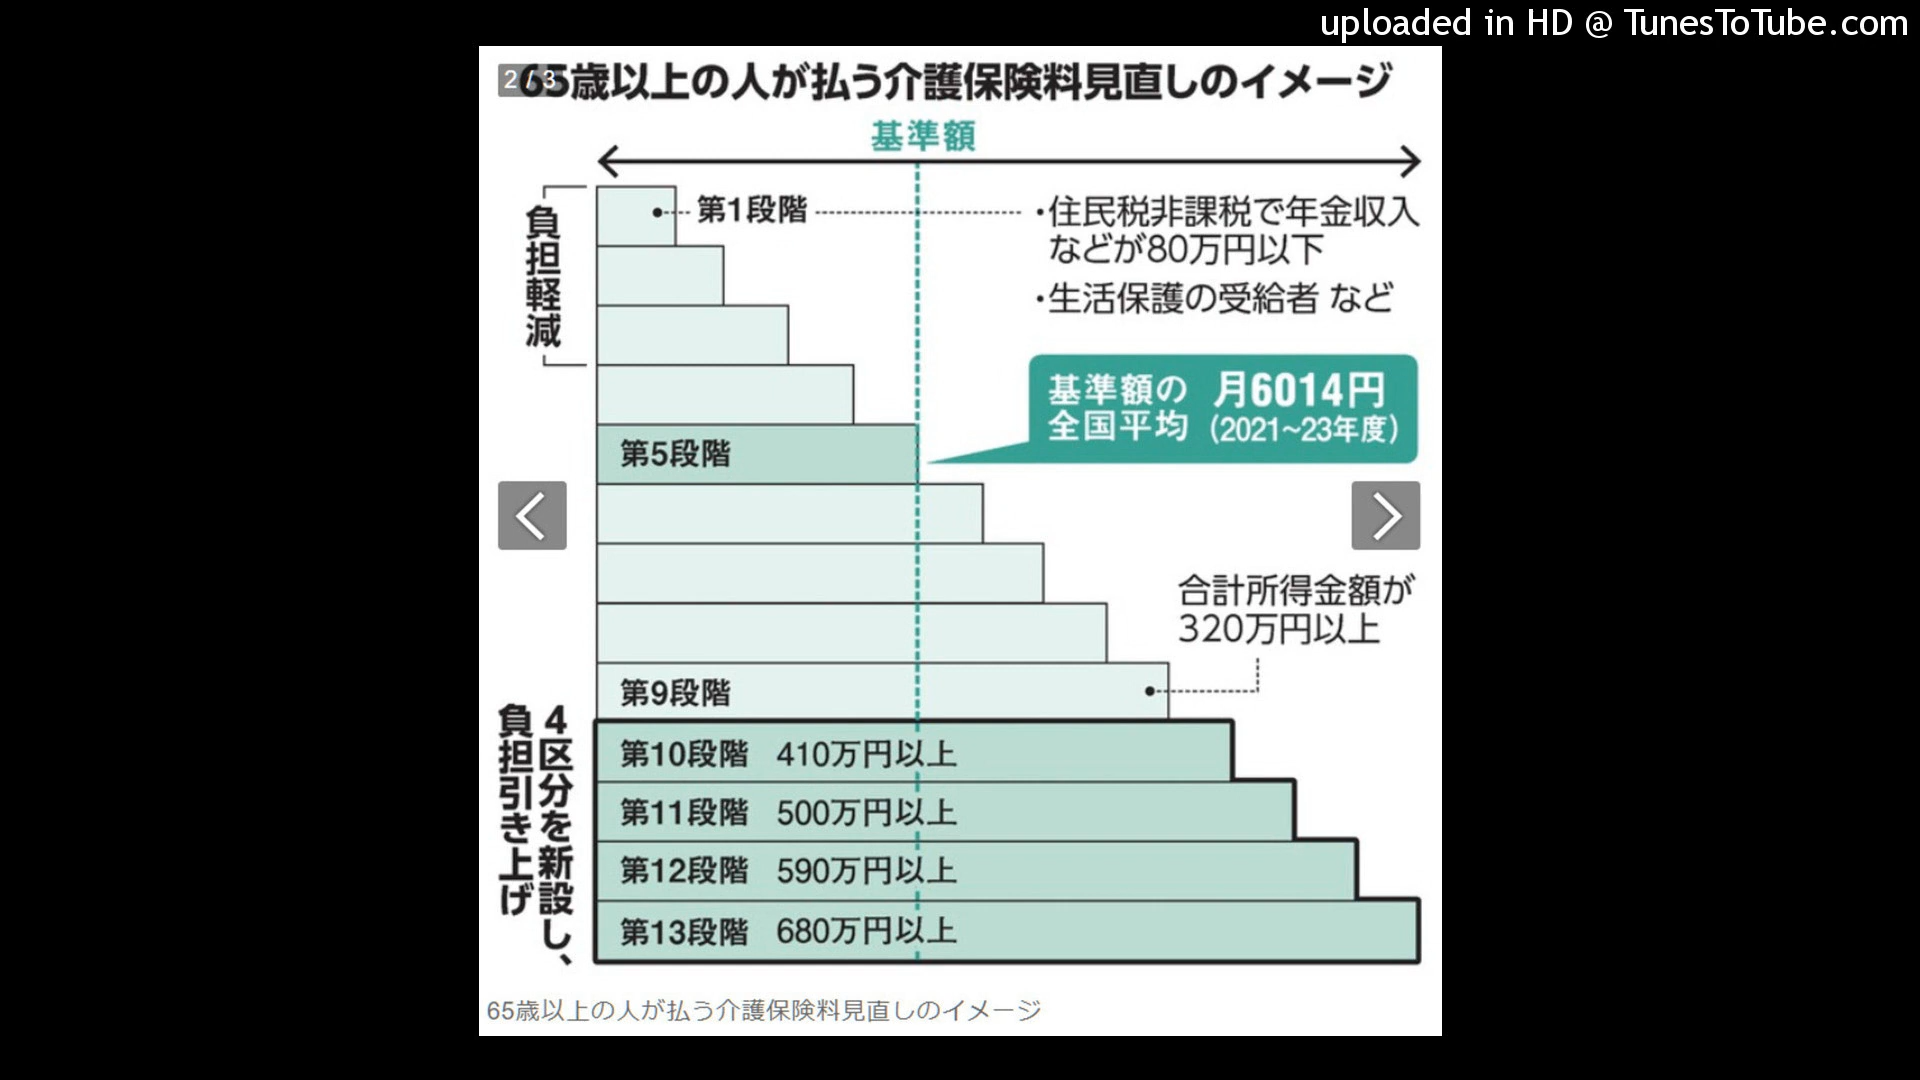 uploaded in HD @ TunesToTube.com
2 / 3
65歳以上の人が払う介護保険料見直しのイメージ
基準額
負担軽減
第1段階
・住民税非課税で年金収入
などが80万円以下
・生活保護の受給者 など
基準額の 月6014円
全国平均 (2021~23年度)
第5段階
合計所得金額が
320万円以上
第9段階
4区分を新設し、
負担引き上げ
第10段階 410万円以上
第11段階 500万円以上
第12段階 590万円以上
第13段階 680万円以上
65歳以上の人が払う介護保険料見直しのイメージ